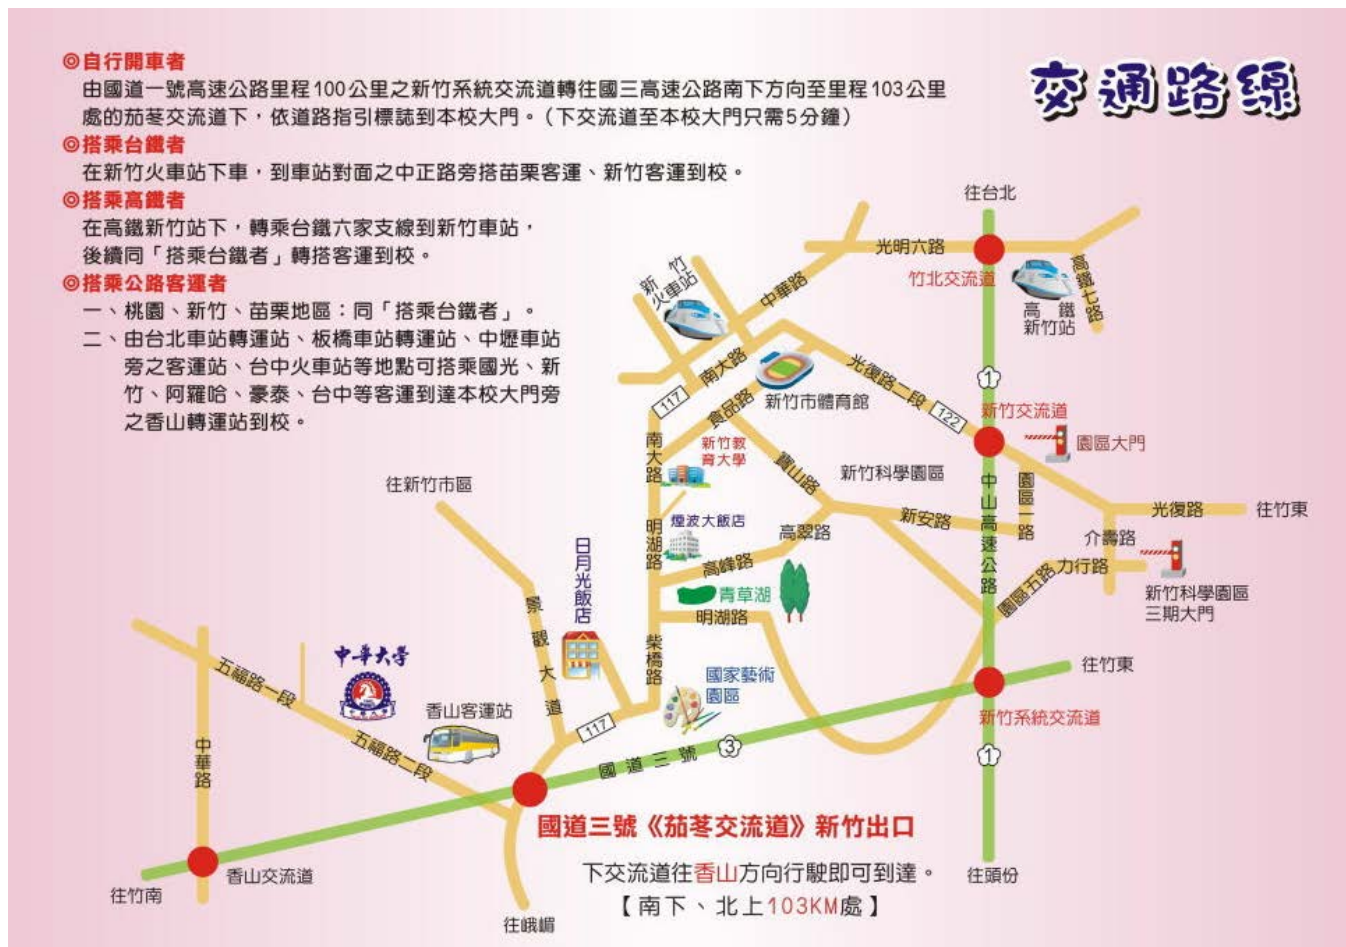 交通路線
◎自行開車者
由國道一號高速公路里程100公里之新竹系統交流道轉往國三高速公路南下方向至里程103公里
處的茄苳交流道下，依道路指引標誌到本校大門。(下交流道至本校大門只需5分鐘)
◎搭乘台鐵者
在新竹火車站下車，到車站對面之中正路旁搭苗栗客運、新竹客運到校。
◎搭乘高鐵者
在高鐵新竹站下，轉乘台鐵六家支線到新竹車站，
後續同「搭乘台鐵者」轉搭客運到校。
◎搭乘公路客運者
一、桃園、新竹、苗栗地區：同「搭乘台鐵者」。
二、由台北車站轉運站、板橋車站轉運站、中壢車站
旁之客運站、台中火車站等地點可搭乘國光、新
竹、阿羅哈、豪泰、台中等客運到達本校大門旁
之香山轉運站到校。
往台北
光明六路
竹北交流道
高鐵七路
高鐵
新竹站
新竹
火車站
中華路
南大路
117
食品路
新竹市體育館
光復路二段
122
1
新竹交流道
園區大門
南大路
新竹教
育大學
寶山路
新竹科學園區
中山高速公路
園區一路
往新竹市區
煙波大飯店
明湖路
高翠路
新安路
光復路
往竹東
介壽路
日月光飯店
高峰路
青草湖
明湖路
園區五路
力行路
新竹科學園區
三期大門
景觀大道
柴橋路
中華大學
五福路一段
國家藝術
園區
往竹東
香山客運站
117
新竹系統交流道
五福路二段
中華路
國道三號
3
1
國道三號《茄苳交流道》新竹出口
下交流道往香山方向行駛即可到達。
【南下、北上103KM處】
香山交流道
往竹南
往峨嵋
往頭份